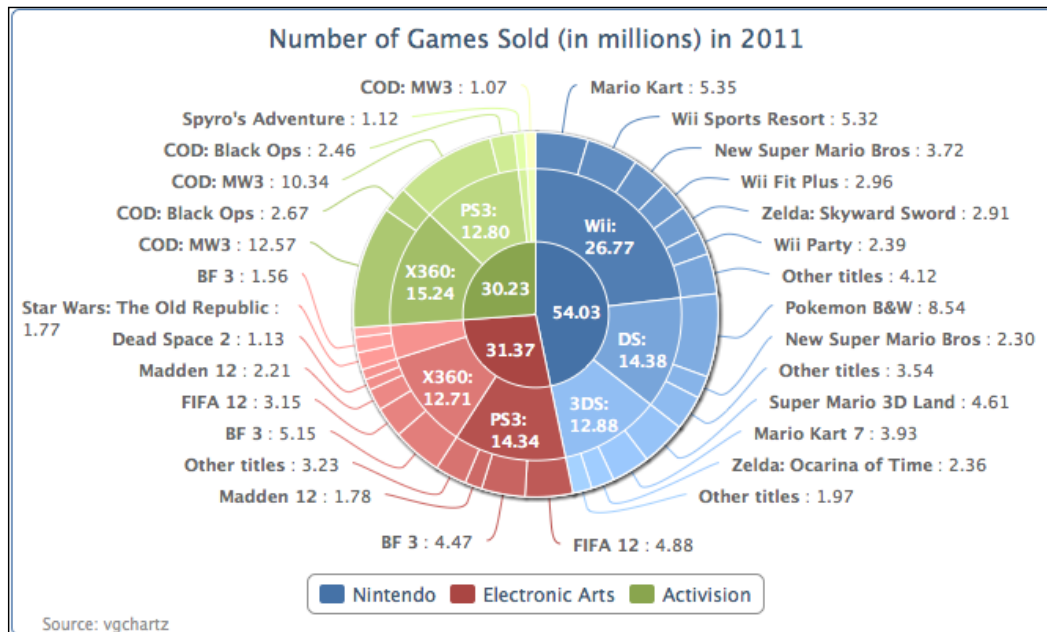 Number of Games Sold (in millions) in 2011
COD: MW3 : 1.07
Spyro's Adventure : 1.12
COD: Black Ops : 2.46
COD: MW3 : 10.34
COD: Black Ops : 2.67
COD: MW3 : 12.57
BF 3 : 1.56
Star Wars: The Old Republic :
1.77
Dead Space 2 : 1.13
Madden 12 : 2.21
FIFA 12 : 3.15
BF 3 : 5.15
Other titles : 3.23
Madden 12 : 1.78
BF 3 : 4.47
FIFA 12 : 4.88
Mario Kart : 5.35
Wii Sports Resort : 5.32
New Super Mario Bros : 3.72
Wii Fit Plus : 2.96
Zelda: Skyward Sword : 2.91
Wii Party : 2.39
Other titles : 4.12
Pokemon B&W : 8.54
New Super Mario Bros : 2.30
Other titles : 3.54
Super Mario 3D Land : 4.61
Mario Kart 7 : 3.93
Zelda: Ocarina of Time : 2.36
Other titles : 1.97
PS3:
12.80
X360:
15.24
30.23
Wii:
26.77
54.03
DS:
14.38
3DS:
12.88
31.37
X360:
12.71
PS3:
14.34
Nintendo
Electronic Arts
Activision
Source: vgchartz